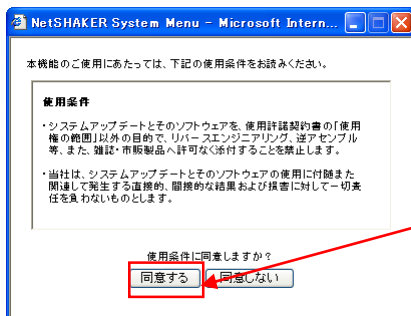 NetSHAKER System Menu - Microsoft Intern...
本機能のご使用にあたっては、下記の使用条件をお読みください。
使用条件
・システムアップデートとそのソフトウェアを、使用許諾契約書の「使用
権の範囲」以外の目的で、リバースエンジニアリング、逆アセンブル
等、また、雑誌・市販製品へ許可なく添付することを禁止します。
・当社は、システムアップデートとそのソフトウェアの使用に付随また
関連して発生する直接的、間接的な結果および損害に対して一切責
任を負わないものとします。
使用条件に同意しますか？
同意する 同意しない